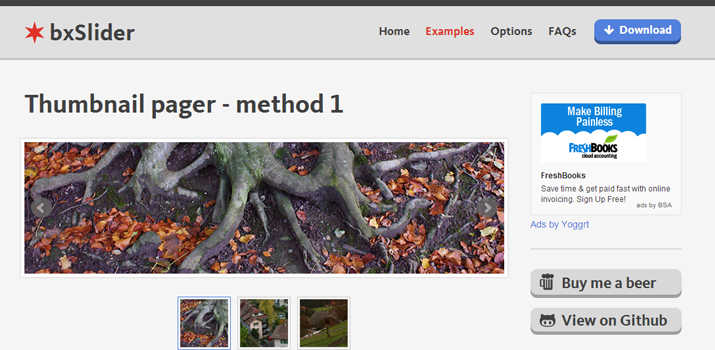 bxSlider
Home Examples Options FAQs Download
Thumbnail pager - method 1
Make Billing
Painless
FRESHBOOKS
cloud accounting
FreshBooks
Save time & get paid fast with online
invoicing. Sign Up Free!
ads by BSA
Ads by Yoggrt
Buy me a beer
View on Github